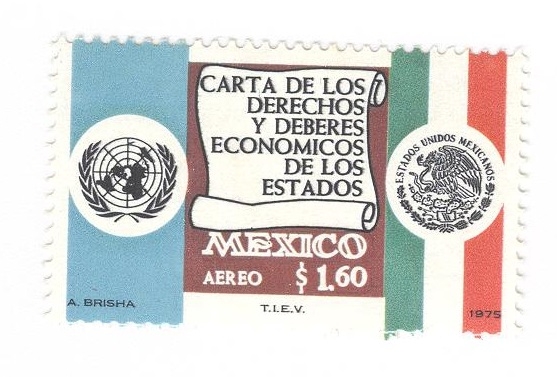 CARTA DE LOS
DERECHOS
Y DEBERES
ECONOMICOS
DE LOS
ESTADOS
ESTADOS UNIDOS MEXICANOS
MEXICO
AEREO $1.60
A. BRISHA
T.I.E.V.
1975